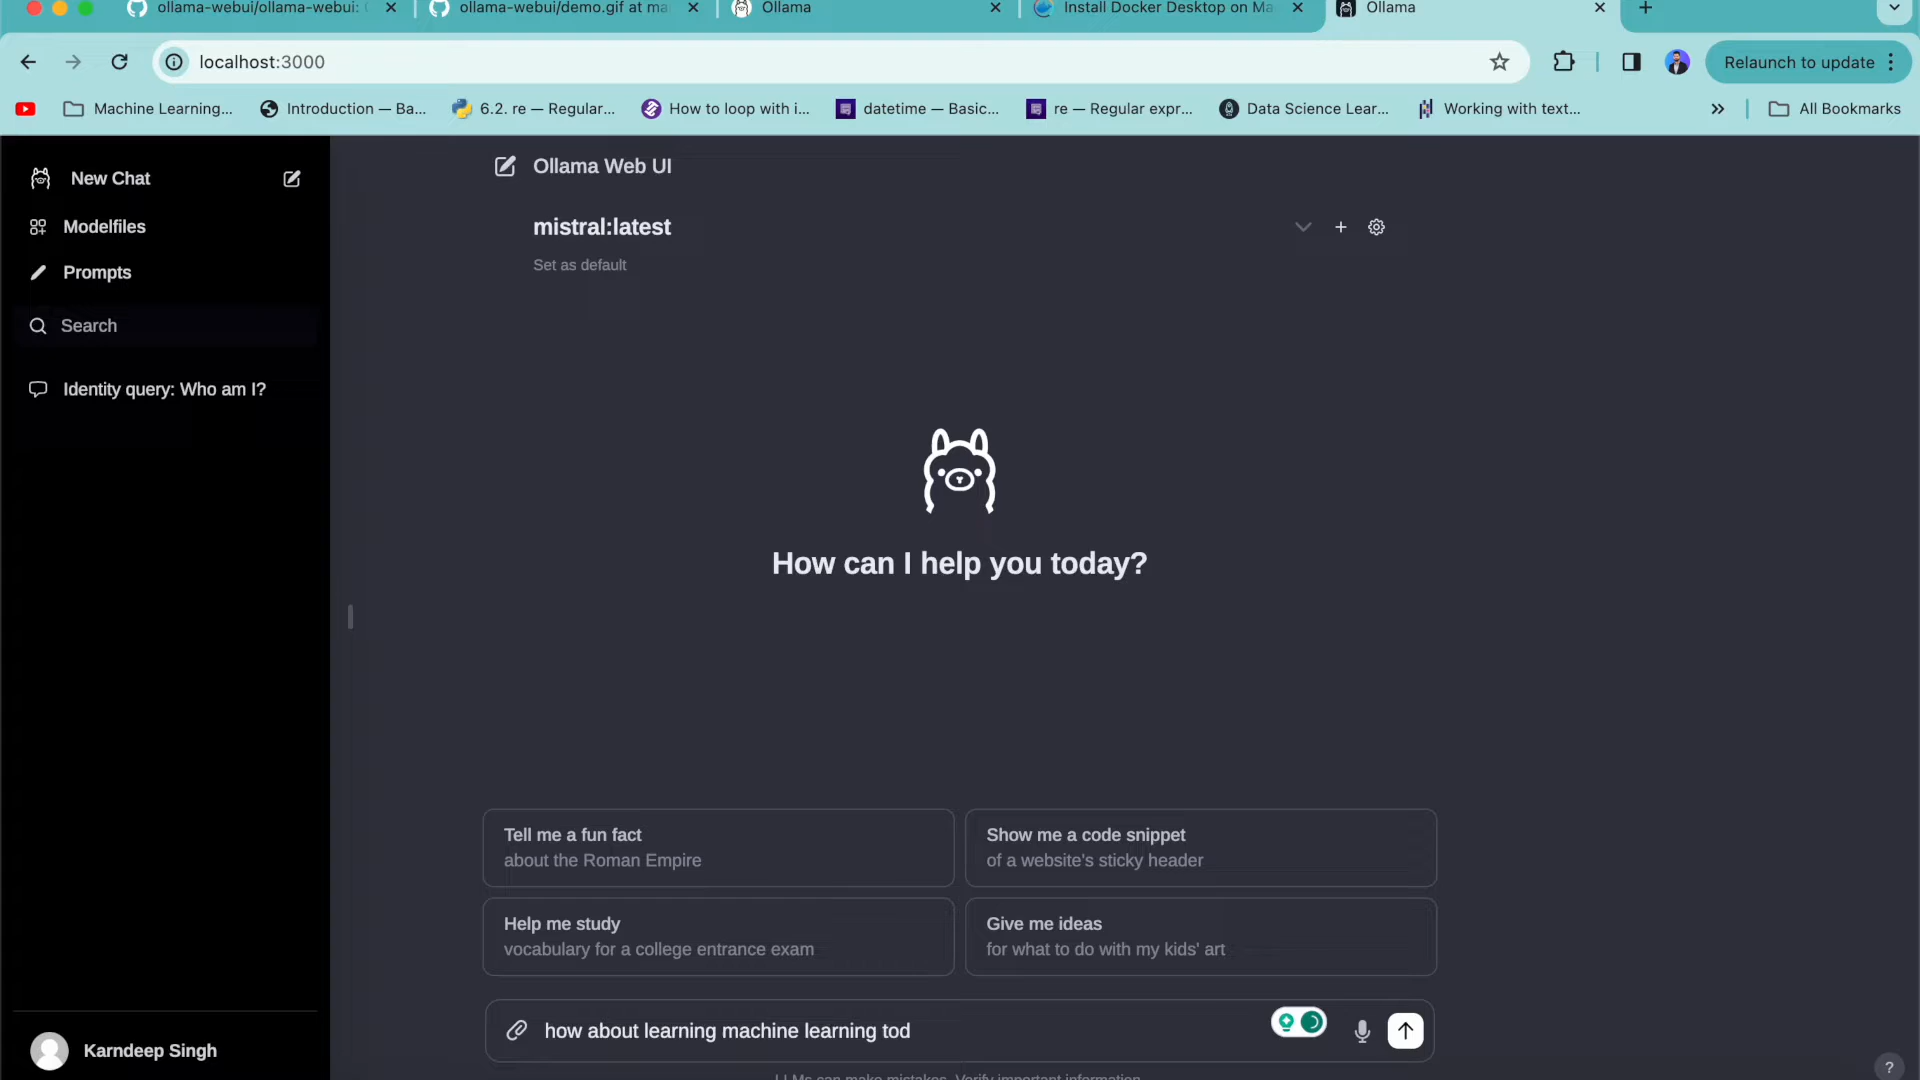 ollama-webui/ollama-webui:
ollama-webui/demo.gif at ma
Ollama
Install Docker Desktop on Ma
Ollama
localhost:3000
Relaunch to update
Machine Learning...
Introduction — Ba...
6.2. re — Regular...
How to loop with i...
datetime — Basic...
re — Regular expr...
Data Science Lear...
Working with text...
All Bookmarks
New Chat
Modelfiles
Prompts
Search
Identity query: Who am I?
Karndeep Singh
Ollama Web UI
mistral:latest
Set as default
How can I help you today?
Tell me a fun fact
about the Roman Empire
Show me a code snippet
of a website's sticky header
Help me study
vocabulary for a college entrance exam
Give me ideas
for what to do with my kids' art
how about learning machine learning tod
LLMs can make mistakes. Verify important information.
?